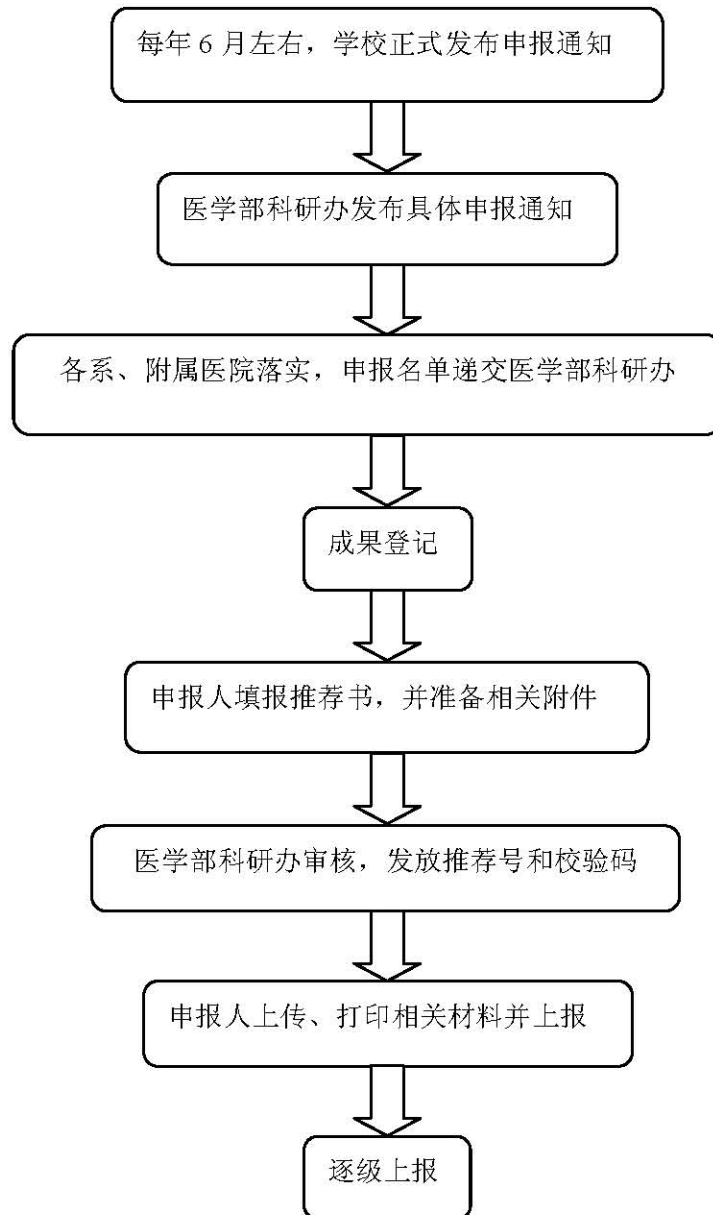 每年 6 月左右，学校正式发布申报通知
医学部科研办发布具体申报通知
各系、附属医院落实，申报名单递交医学部科研办
成果登记
申报人填报推荐书，并准备相关附件
医学部科研办审核，发放推荐号和校验码
申报人上传、打印相关材料并上报
逐级上报